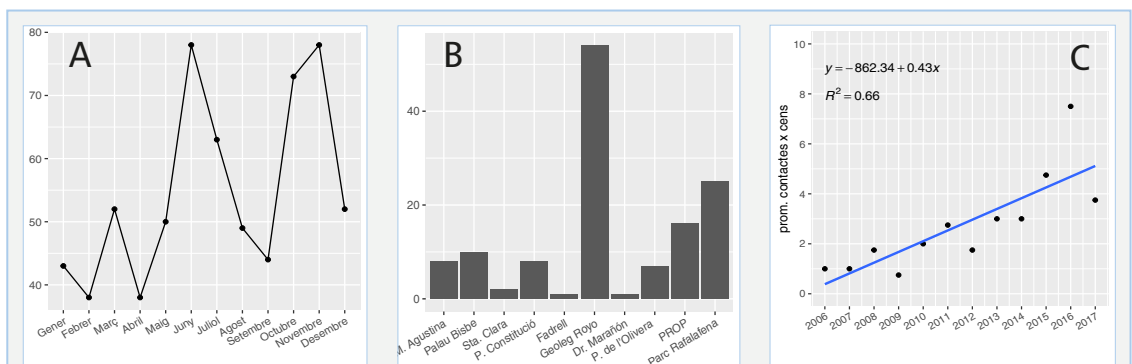 A
80
70
60
50
40
Gener
Febrer
Març
Abril
Maig
Juny
Juliol
Agost
Setembre
Octubre
Novembre
Desembre
B
40
20
0
M. Agustina
Palau Bisbe
Sta. Clara
P. Constitució
Fadrell
Geoleg Royo
Dr. Marañón
P. de l'Olivera
PROP
Parc Rafalafena
C
y = −862.34 + 0.43x
R² = 0.66
prom. contactes x cens
10
8
6
4
2
0
2006
2007
2008
2009
2010
2011
2012
2013
2014
2015
2016
2017